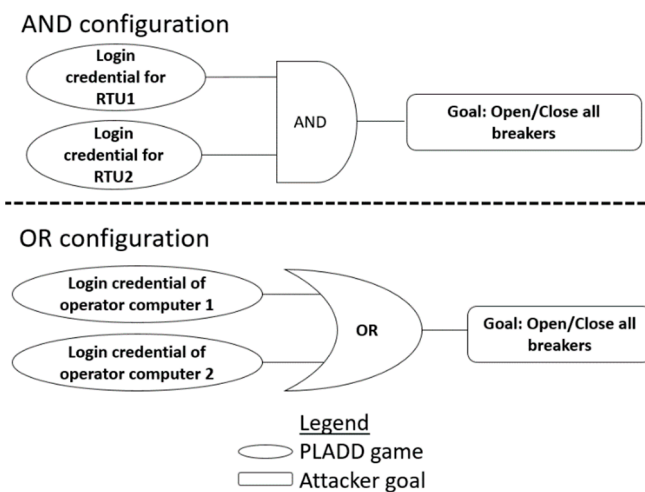 AND configuration
Login
credential for
RTU1
AND
Goal: Open/Close all
breakers
Login
credential for
RTU2
OR configuration
Login credential of
operator computer 1
OR
Goal: Open/Close all
breakers
Login credential of
operator computer 2
Legend
PLADD game
Attacker goal